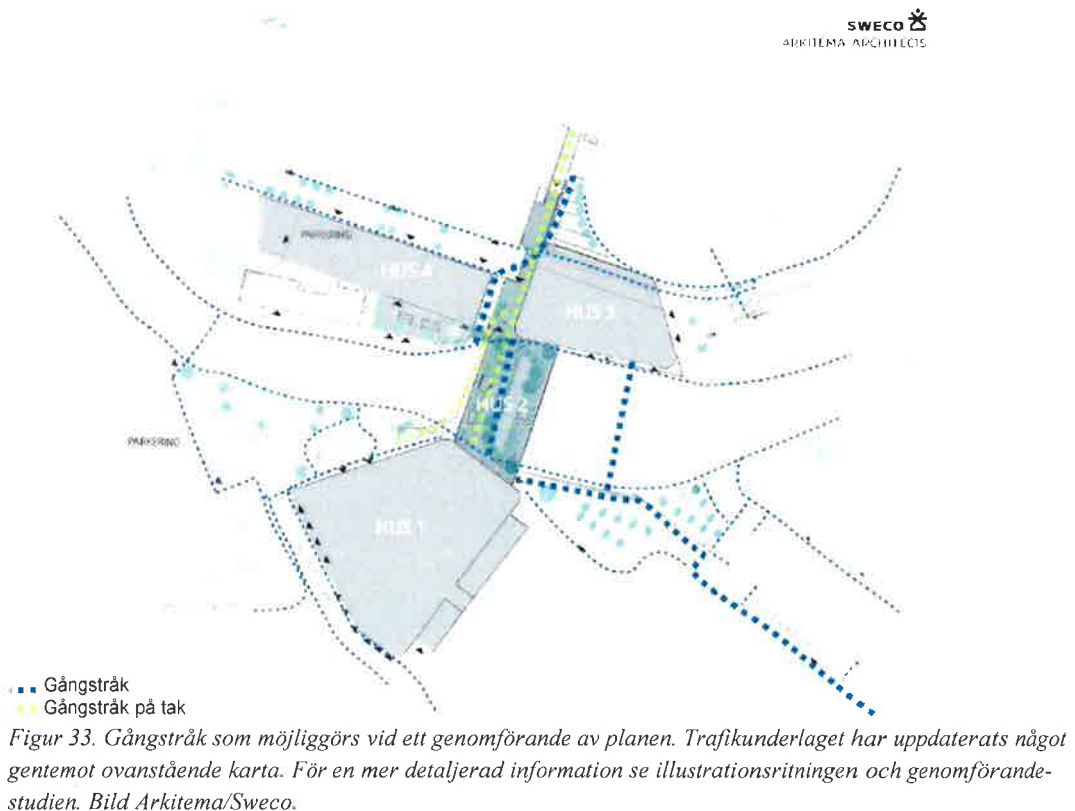 SWECO
ARKITEMA ARCHITECTS
PARKERING
HUS 4
HUS 3
HUS 2
PARKERING
HUS 1
Gångstråk
Gångstråk på tak
Figur 33. Gångstråk som möjliggörs vid ett genomförande av planen. Trafikunderlaget har uppdaterats något
gentemot ovanstående karta. För en mer detaljerad information se illustrationsritningen och genomförande-
studien. Bild Arkitema/Sweco.